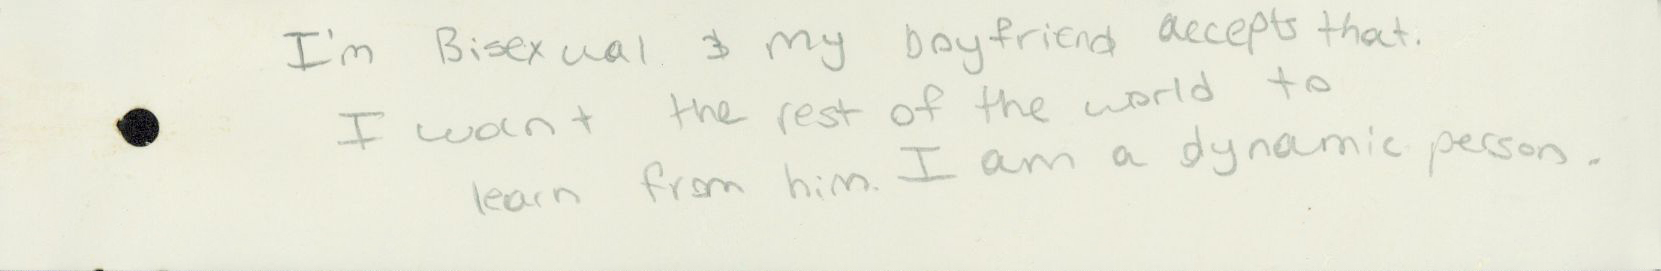 I'm Bisexual & my boyfriend accepts that.
I want the rest of the world to
learn from him. I am a dynamic person.